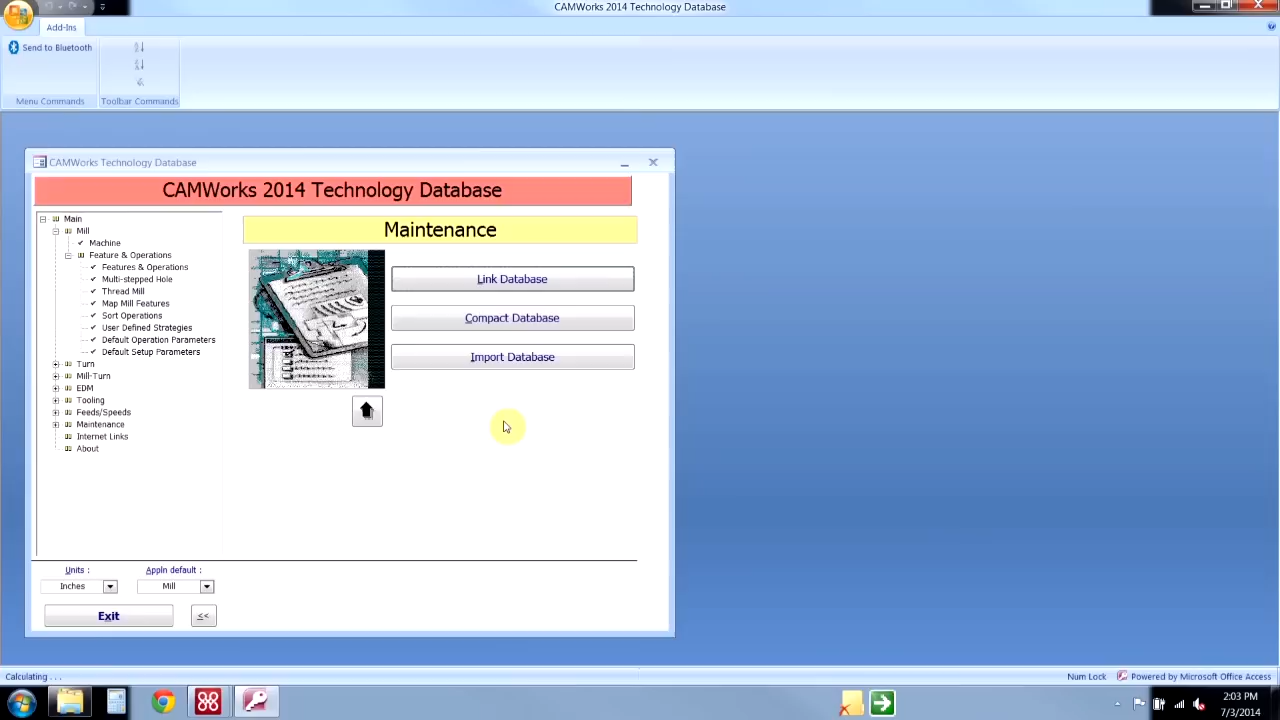 CAMWorks 2014 Technology Database
Add-Ins
Send to Bluetooth
Menu Commands
Toolbar Commands
CAMWorks Technology Database
CAMWorks 2014 Technology Database
Main
Mill
Machine
Feature & Operations
Features & Operations
Multi-stepped Hole
Thread Mill
Map Mill Features
Sort Operations
User Defined Strategies
Default Operation Parameters
Default Setup Parameters
Turn
Mill-Turn
EDM
Tooling
Feeds/Speeds
Maintenance
Internet Links
About
Maintenance
Link Database
Compact Database
Import Database
Units :
Appln default :
Inches
Mill
Exit
<<
Calculating . . .
Num Lock
Powered by Microsoft Office Access
2:03 PM
7/3/2014